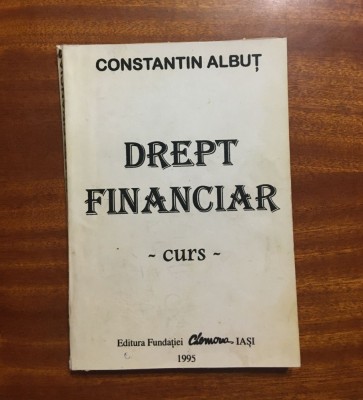 CONSTANTIN ALBUȚ
DREPT
FINANCIAR
- curs -
Editura Fundației Chemarea IAȘI
1995